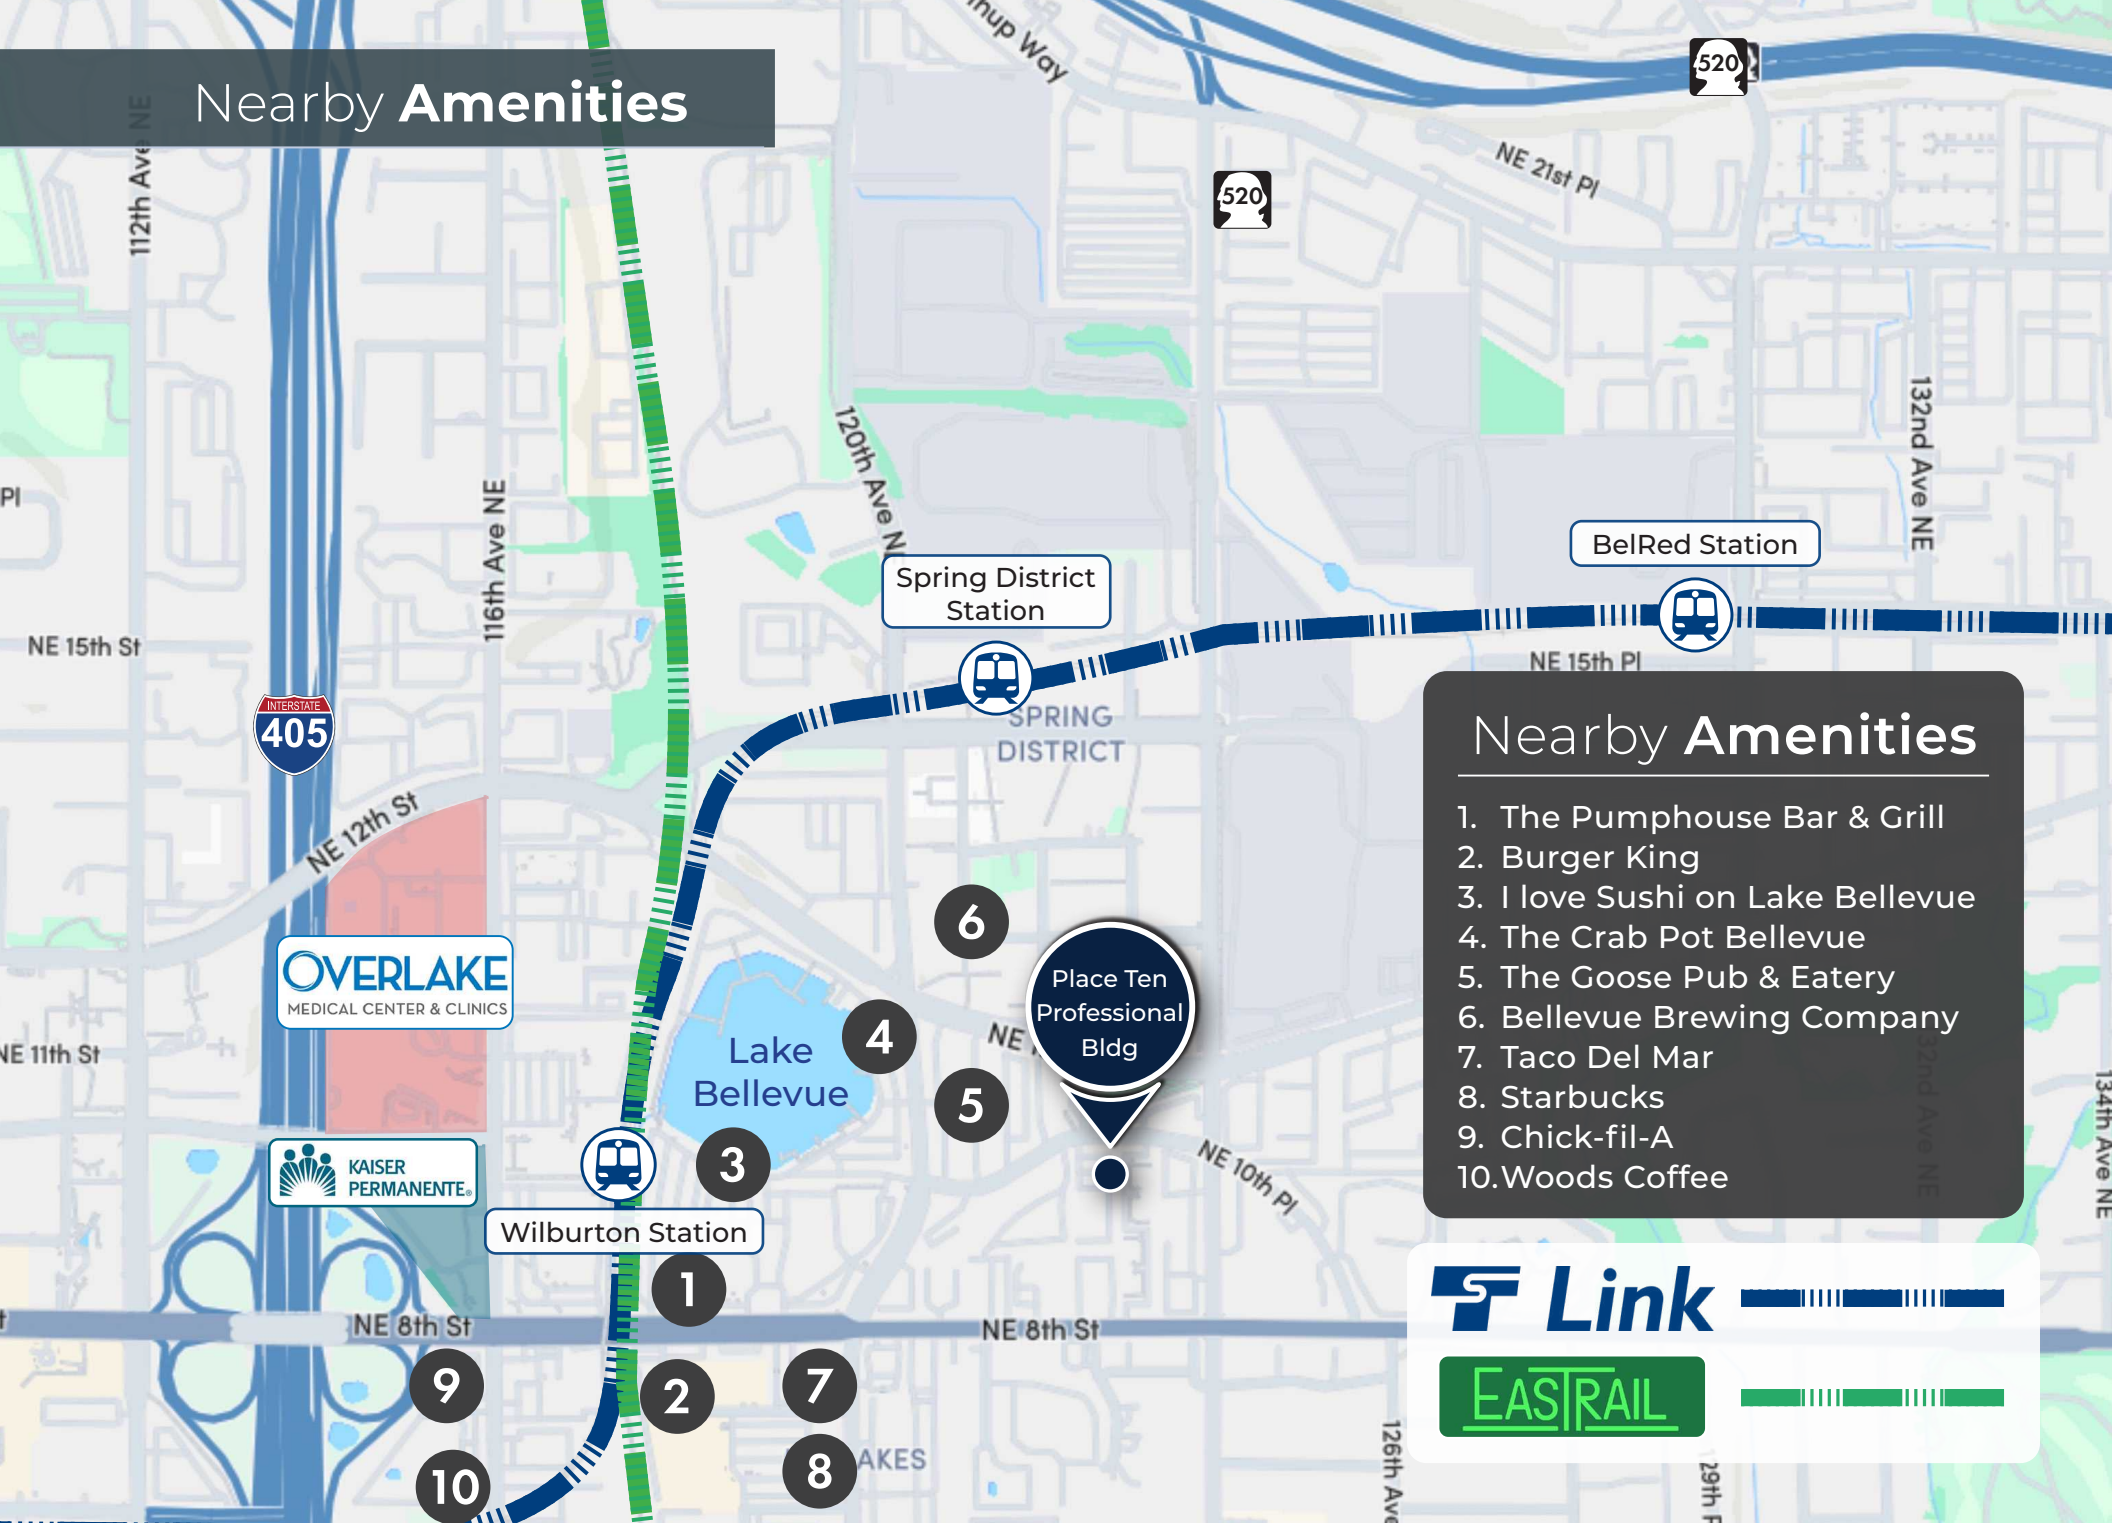 Nearby Amenities
520
520
NE 21st Pl
112th Ave NE
Pl
116th Ave NE
120th Ave
132nd Ave NE
BelRed Station
Spring District
Station
NE 15th St
NE 15th Pl
INTERSTATE
405
SPRING
DISTRICT
NE 12th St
Nearby Amenities
1. The Pumphouse Bar & Grill
2. Burger King
3. I love Sushi on Lake Bellevue
4. The Crab Pot Bellevue
5. The Goose Pub & Eatery
6. Bellevue Brewing Company
7. Taco Del Mar
8. Starbucks
9. Chick-fil-A
10. Woods Coffee
6
OVERLAKE
MEDICAL CENTER & CLINICS
Place Ten
Professional
Bldg
NE 11th St
Lake
Bellevue
4
NE
5
134th Ave NE
3
KAISER
PERMANENTE®
NE 10th Pl
Wilburton Station
1
T Link
NE 8th St
NE 8th St
9
2
7
EASTRAIL
126th Ave
10
8
AKES